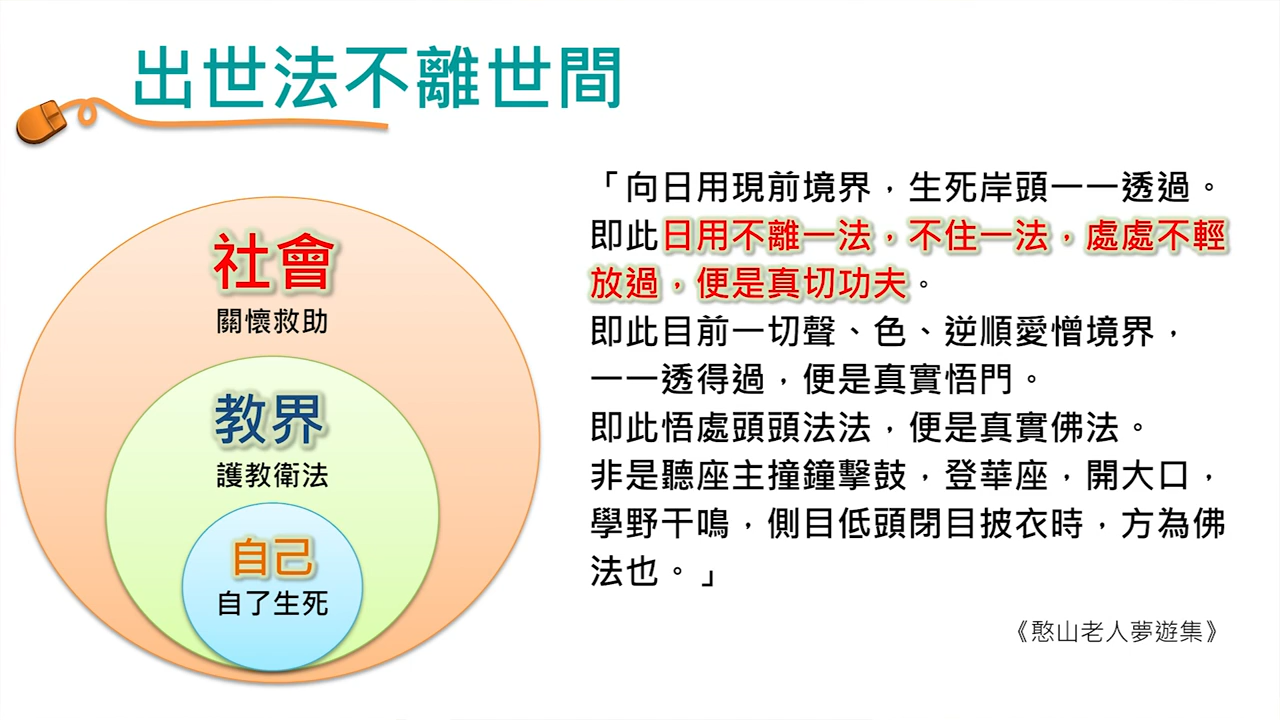 出世法不離世間
社會
關懷救助
教界
護教衛法
自己
自了生死
「向日用現前境界，生死岸頭一一透過。
即此日用不離一法，不住一法，處處不輕
放過，便是真切功夫。
即此目前一切聲、色、逆順愛憎境界，
一一透得過，便是真實悟門。
即此悟處頭頭法法，便是真實佛法。
非是聽座主撞鐘擊鼓，登華座，開大口，
學野干鳴，側目低頭閉目披衣時，方為佛
法也。」
《憨山老人夢遊集》